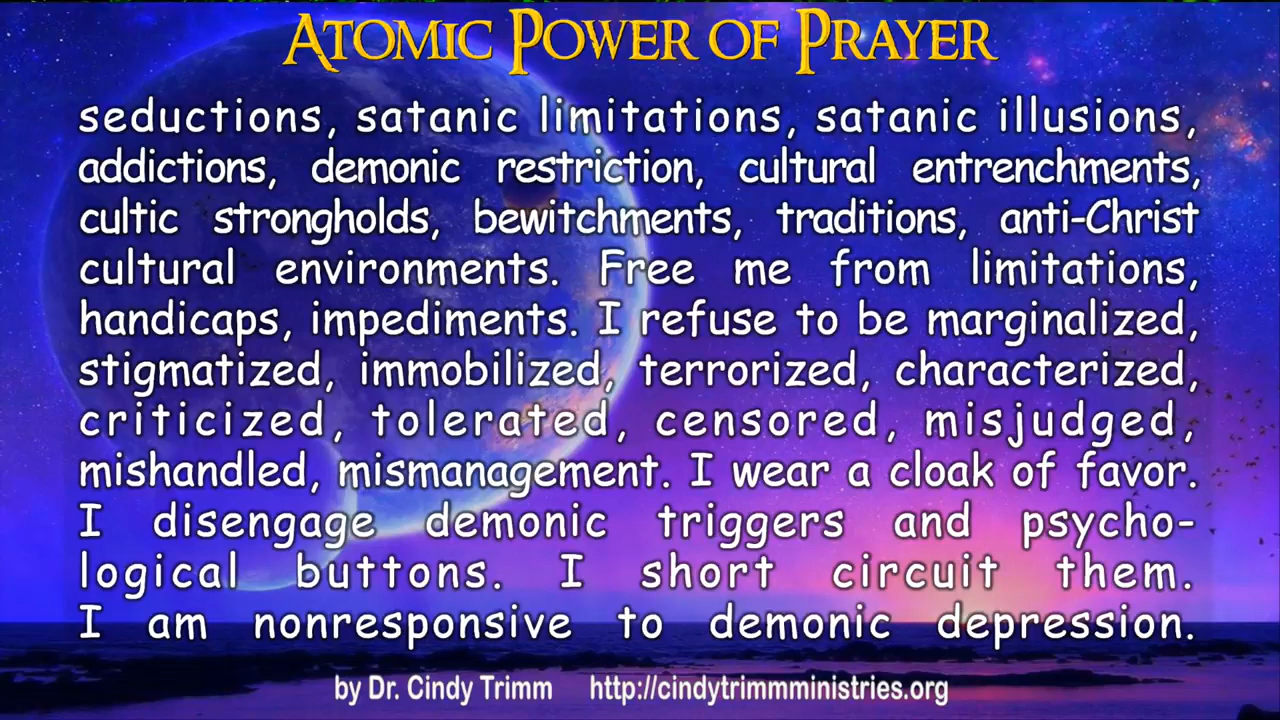 ATOMIC POWER OF PRAYER
seductions, satanic limitations, satanic illusions,
addictions, demonic restriction, cultural entrenchments,
cultic strongholds, bewitchments, traditions, anti-Christ
cultural environments. Free me from limitations,
handicaps, impediments. I refuse to be marginalized,
stigmatized, immobilized, terrorized, characterized,
criticized, tolerated, censored, misjudged,
mishandled, mismanagement. I wear a cloak of favor.
I disengage demonic triggers and psycho-
logical buttons. I short circuit them.
I am nonresponsive to demonic depression.
by Dr. Cindy Trimm http://cindytrimmministries.org